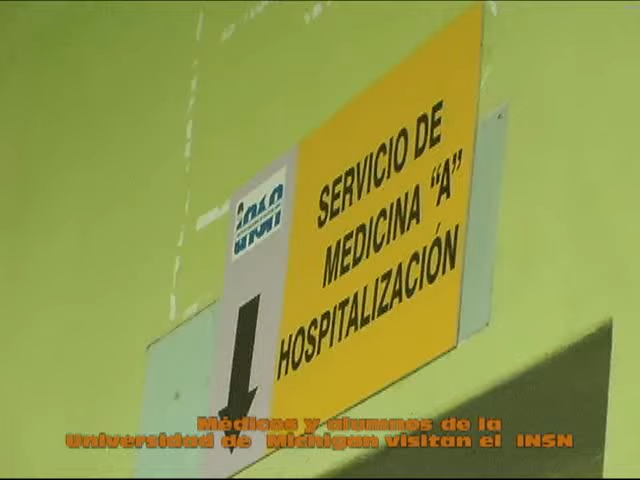 SERVICIO DE
MEDICINA "A"
HOSPITALIZACIÓN
insn
Médicos y alumnos de la
Universidad de Michigan visitan el INSN